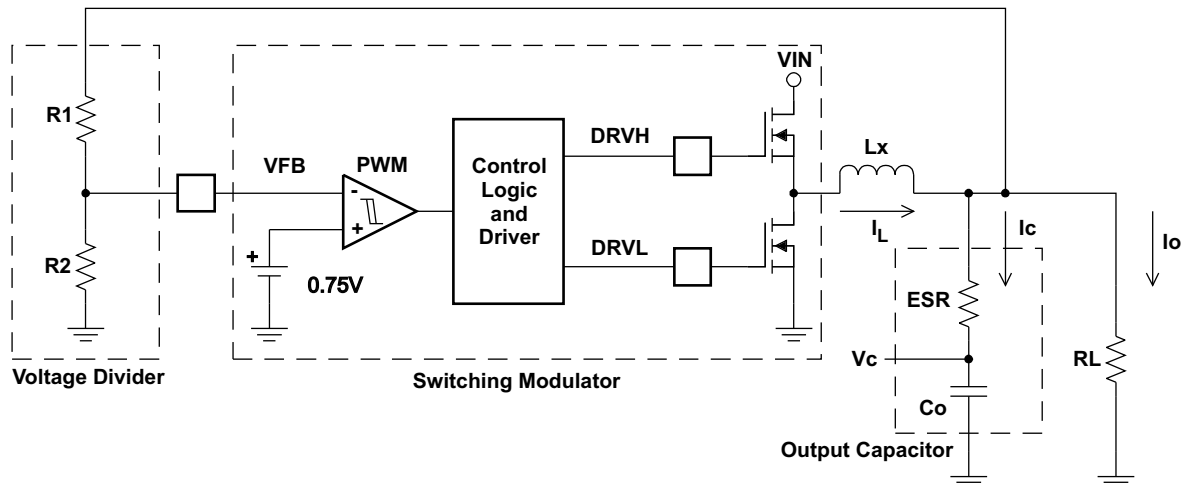 VIN
R1
DRVH
Lx
VFB
PWM
-
+
Control
Logic
and
Driver
I_L
Ic
Io
R2
DRVL
+
0.75V
ESR
Vc
RL
Co
Voltage Divider
Switching Modulator
Output Capacitor